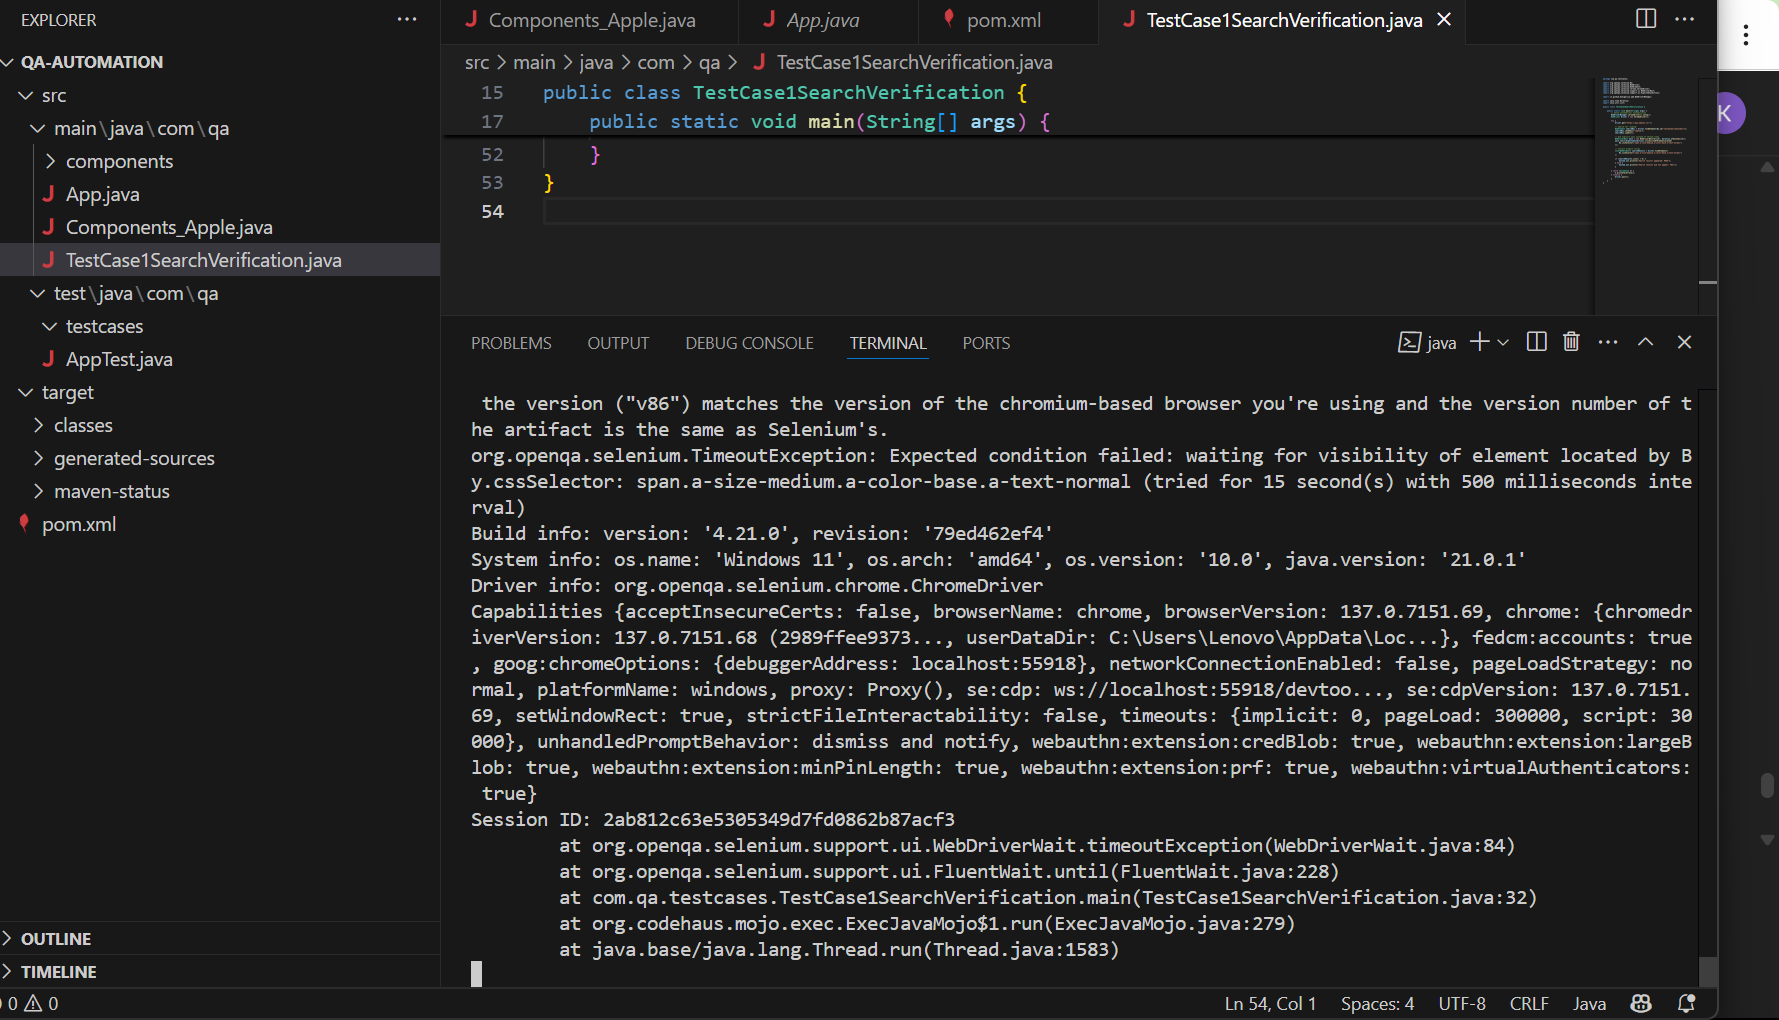 EXPLORER
QA-AUTOMATION
src
main\java\com\qa
components
App.java
Components_Apple.java
TestCase1SearchVerification.java
test\java\com\qa
testcases
AppTest.java
target
classes
generated-sources
maven-status
pom.xml
OUTLINE
TIMELINE
Components_Apple.java
App.java
pom.xml
TestCase1SearchVerification.java
src > main > java > com > qa > TestCase1SearchVerification.java
15 public class TestCase1SearchVerification {
17 public static void main(String[] args) {
52 }
53 }
54
PROBLEMS OUTPUT DEBUG CONSOLE TERMINAL PORTS
java
the version ("v86") matches the version of the chromium-based browser you're using and the version number of t
he artifact is the same as Selenium's.
org.openqa.selenium.TimeoutException: Expected condition failed: waiting for visibility of element located by B
y.cssSelector: span.a-size-medium.a-color-base.a-text-normal (tried for 15 second(s) with 500 milliseconds inte
rval)
Build info: version: '4.21.0', revision: '79ed462ef4'
System info: os.name: 'Windows 11', os.arch: 'amd64', os.version: '10.0', java.version: '21.0.1'
Driver info: org.openqa.selenium.chrome.ChromeDriver
Capabilities {acceptInsecureCerts: false, browserName: chrome, browserVersion: 137.0.7151.69, chrome: {chromedr
iverVersion: 137.0.7151.68 (2989ffee9373..., userDataDir: C:\Users\Lenovo\AppData\Loc...}, fedcm:accounts: true
, goog:chromeOptions: {debuggerAddress: localhost:55918}, networkConnectionEnabled: false, pageLoadStrategy: no
rmal, platformName: windows, proxy: Proxy(), se:cdp: ws://localhost:55918/devtoo..., se:cdpVersion: 137.0.7151.
69, setWindowRect: true, strictFileInteractability: false, timeouts: {implicit: 0, pageLoad: 300000, script: 30
000}, unhandledPromptBehavior: dismiss and notify, webauthn:extension:credBlob: true, webauthn:extension:largeB
lob: true, webauthn:extension:minPinLength: true, webauthn:extension:prf: true, webauthn:virtualAuthenticators:
true}
Session ID: 2ab812c63e5305349d7fd0862b87acf3
at org.openqa.selenium.support.ui.WebDriverWait.timeoutException(WebDriverWait.java:84)
at org.openqa.selenium.support.ui.FluentWait.until(FluentWait.java:228)
at com.qa.testcases.TestCase1SearchVerification.main(TestCase1SearchVerification.java:32)
at org.codehaus.mojo.exec.ExecJavaMojo$1.run(ExecJavaMojo.java:279)
at java.base/java.lang.Thread.run(Thread.java:1583)
K
0 0
Ln 54, Col 1 Spaces: 4 UTF-8 CRLF Java